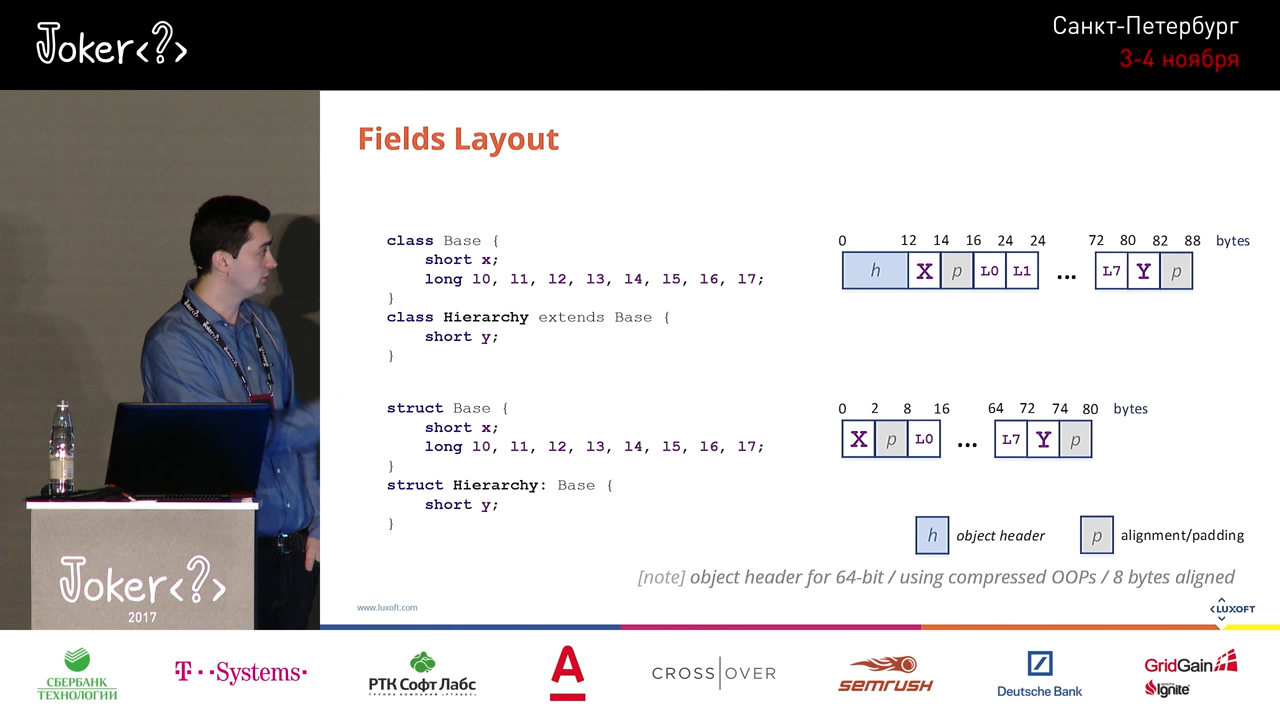 Joker<?>
Санкт-Петербург
3-4 ноября
Fields Layout
class Base {
short x;
long l0, l1, l2, l3, l4, l5, l6, l7;
}
class Hierarchy extends Base {
short y;
}
0 12 14 16 24 24 72 80 82 88 bytes
h X p L0 L1 ... L7 Y p
struct Base {
short x;
long l0, l1, l2, l3, l4, l5, l6, l7;
}
struct Hierarchy: Base {
short y;
}
0 2 8 16 64 72 74 80 bytes
X p L0 ... L7 Y p
h object header p alignment/padding
[note] object header for 64-bit / using compressed OOPs / 8 bytes aligned
www.luxoft.com
LUXOFT
Joker<?>
2017
СБЕРБАНК
ТЕХНОЛОГИИ
T··Systems·
РТК Софт Лабс
А
CROSSOVER
semrush
Deutsche Bank
GridGain
Ignite